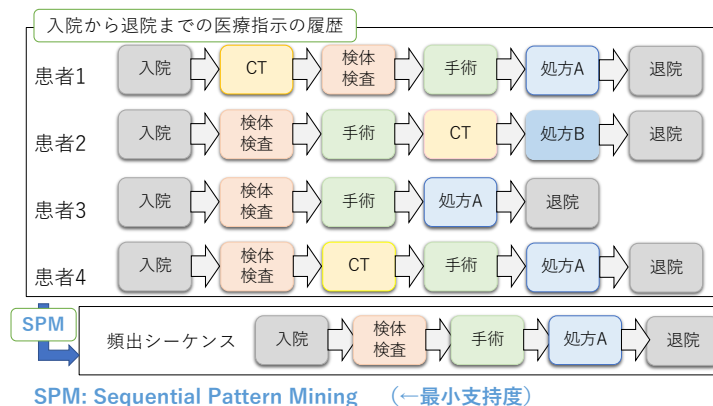 入院から退院までの医療指示の履歴
患者1
入院
CT
検体
検査
手術
処方A
退院
患者2
入院
検体
検査
手術
CT
処方B
退院
患者3
入院
検体
検査
手術
処方A
退院
患者4
入院
検体
検査
CT
手術
処方A
退院
SPM
頻出シーケンス
入院
検体
検査
手術
処方A
退院
SPM: Sequential Pattern Mining （←最小支持度）